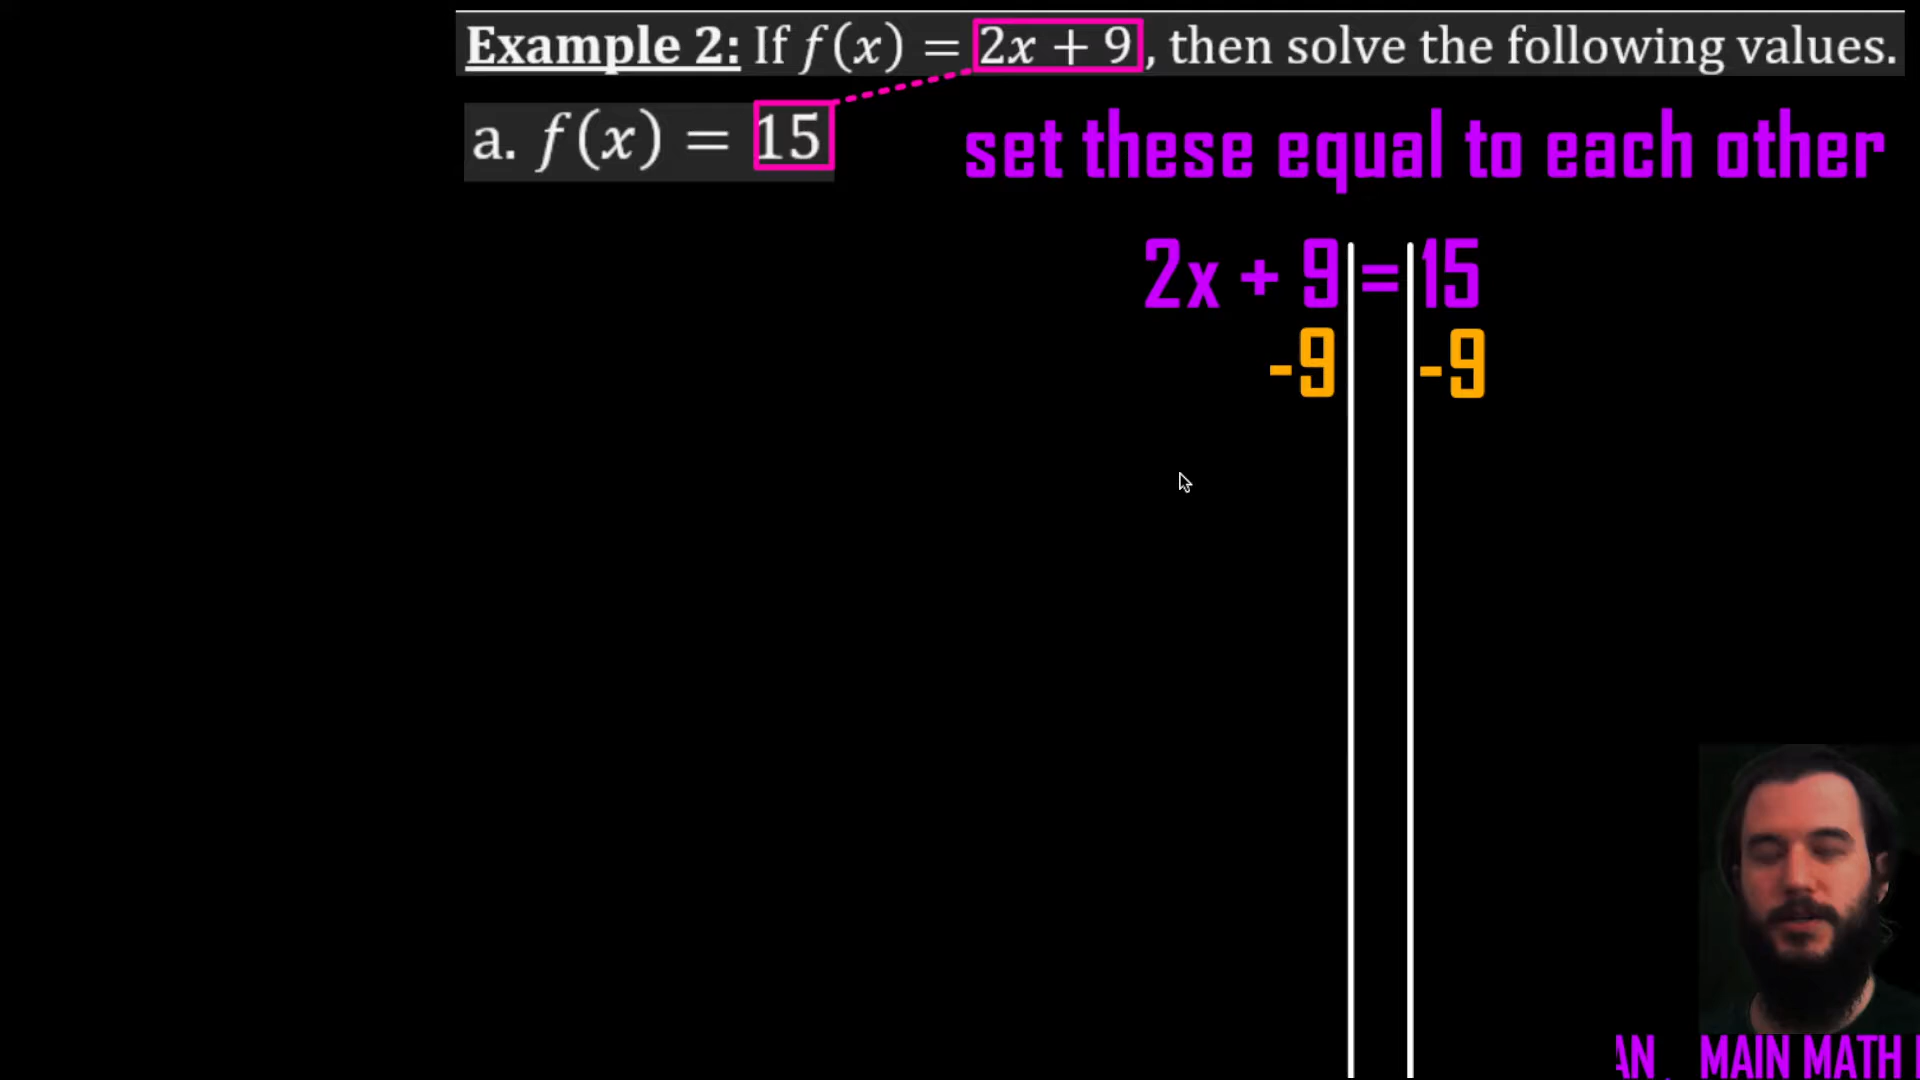 Example 2: If f(x) = 2x + 9, then solve the following values.
a. f(x) = 15
set these equal to each other
2x + 9 = 15
-9 -9
MAIN MATH